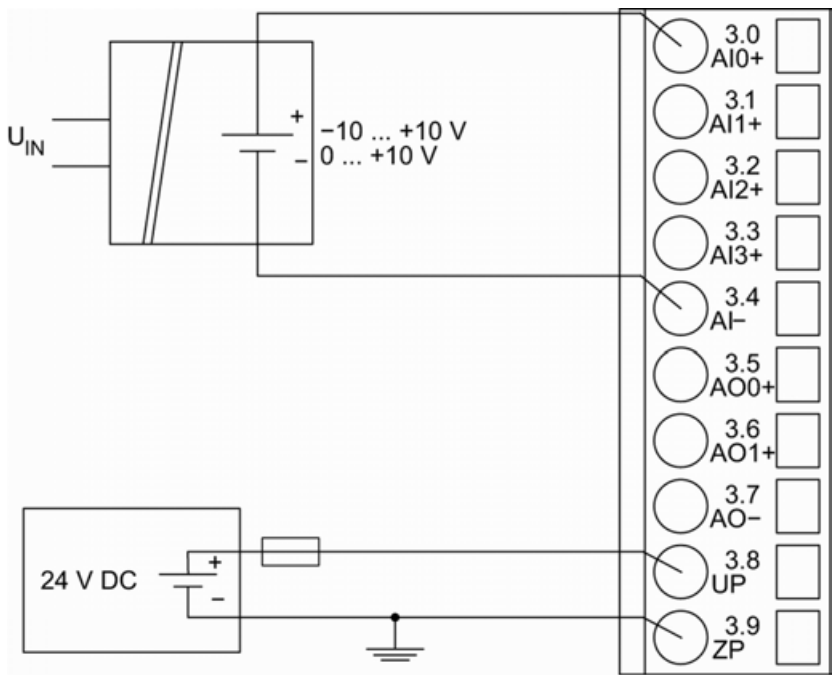 3.0
AI0+
3.1
AI1+
3.2
AI2+
3.3
AI3+
3.4
AI−
3.5
AO0+
3.6
AO1+
3.7
AO−
3.8
UP
3.9
ZP
UIN
+
−10 ... +10 V
− 0 ... +10 V
24 V DC
+
−